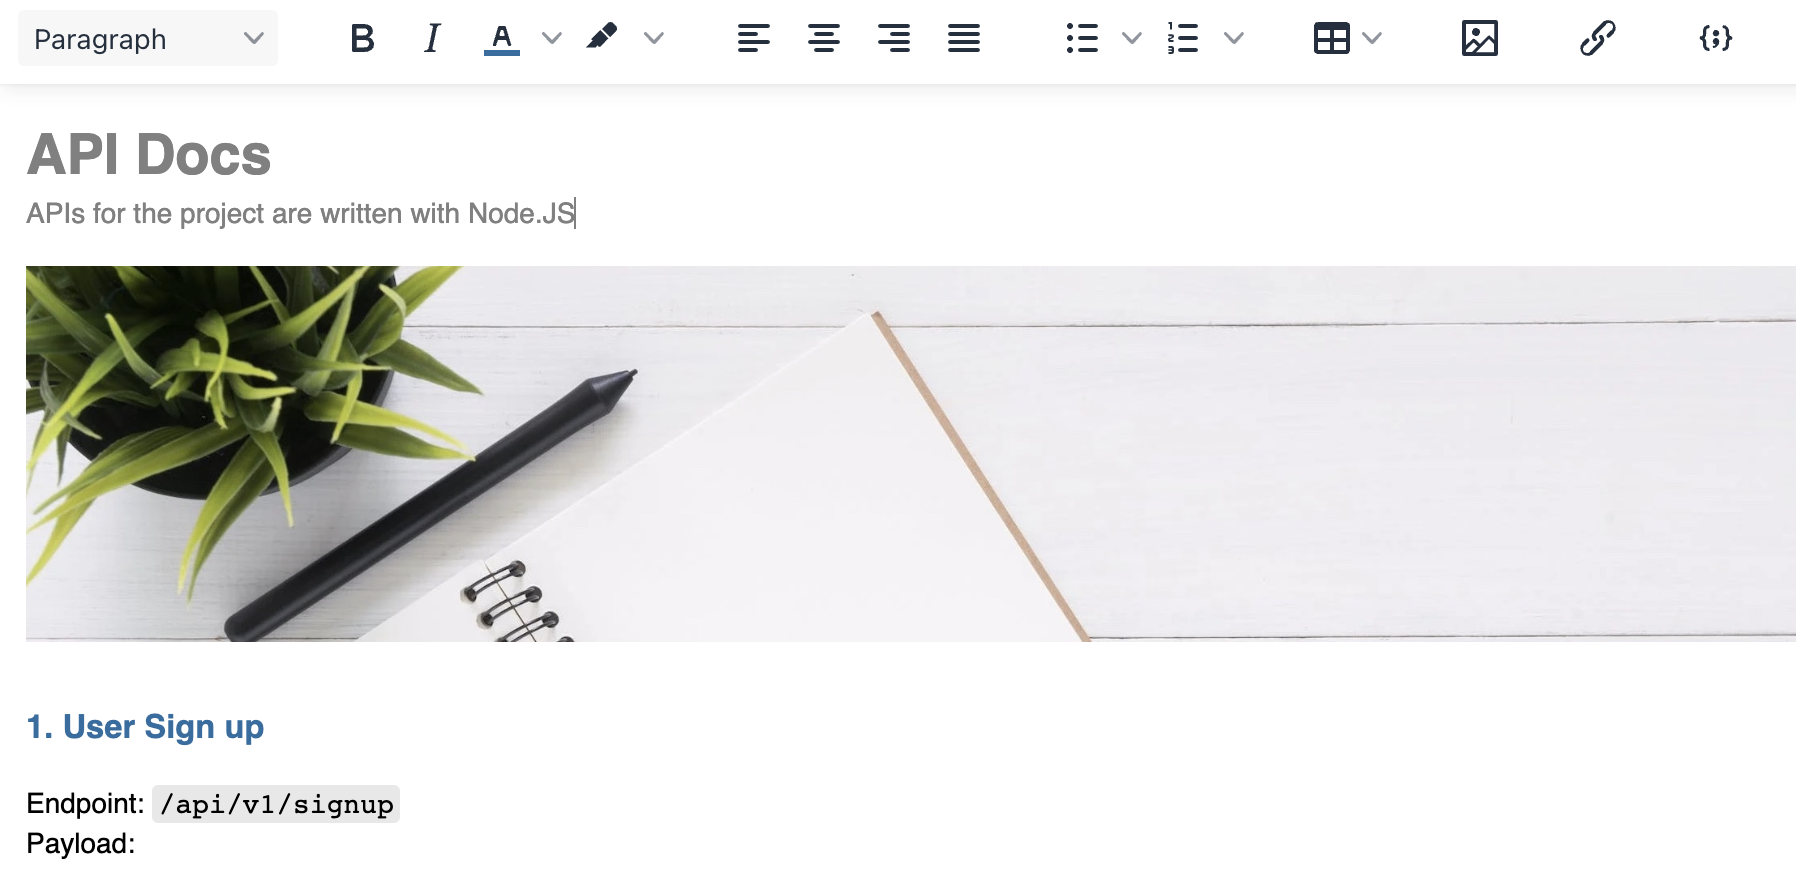 Paragraph
B I A
API Docs
APIs for the project are written with Node.JS
1. User Sign up
Endpoint: /api/v1/signup
Payload: